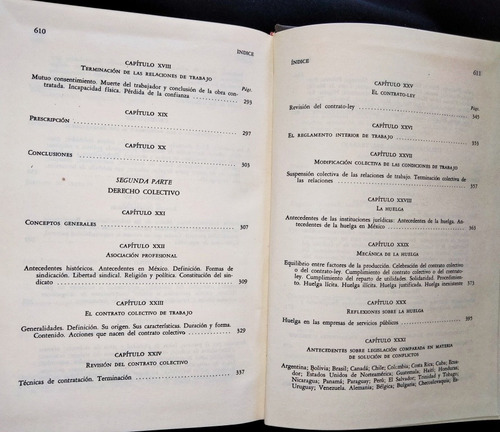 610
ÍNDICE
CAPÍTULO XVIII
TERMINACIÓN DE LAS RELACIONES DE TRABAJO
Págs.
Mutuo consentimiento. Muerte del trabajador y conclusión de la obra con-
tratada. Incapacidad física. Pérdida de la confianza 293
CAPÍTULO XIX
PRESCRIPCIÓN 297
CAPÍTULO XX
CONCLUSIONES 303
SEGUNDA PARTE
DERECHO COLECTIVO
CAPÍTULO XXI
CONCEPTOS GENERALES 307
CAPÍTULO XXII
ASOCIACIÓN PROFESIONAL
Antecedentes históricos. Antecedentes en México. Definición. Formas de
sindicación. Libertad sindical. Religión y política. Constitución del sin-
dicato 309
CAPÍTULO XXIII
EL CONTRATO COLECTIVO DE TRABAJO
Generalidades. Definición. Su origen. Sus características. Duración y forma.
Contenido. Acciones que nacen del contrato colectivo 329
CAPÍTULO XXIV
REVISIÓN DEL CONTRATO COLECTIVO
Técnicas de contratación. Terminación 337
ÍNDICE
611
CAPÍTULO XXV
EL CONTRATO-LEY
Págs.
Revisión del contrato-ley 345
CAPÍTULO XXVI
EL REGLAMENTO INTERIOR DE TRABAJO
CAPÍTULO XXVII
MODIFICACIÓN COLECTIVA DE LAS CONDICIONES DE TRABAJO
Suspensión colectiva de las relaciones de trabajo. Terminación colectiva de
las relaciones 357
CAPÍTULO XXVIII
LA HUELGA
Antecedentes de las instituciones jurídicas: Antecedentes de la huelga. An-
tecedentes de la huelga en México
CAPÍTULO XXIX
MECÁNICA DE LA HUELGA
Equilibrio entre factores de la producción. Celebración del contrato colectivo
o del contrato-ley. Cumplimiento del contrato colectivo o del contrato-
ley. Cumplimiento del reparto de utilidades. Solidaridad. Procedimiento.
Huelga lícita. Huelga ilícita. Huelga justificada. Huelga inexistente 373
CAPÍTULO XXX
REFLEXIONES SOBRE LA HUELGA
Huelga en las empresas de servicios públicos
CAPÍTULO XXXI
ANTECEDENTES SOBRE LEGISLACIÓN COMPARADA EN MATERIA
DE SOLUCIÓN DE CONFLICTOS
Argentina; Bolivia; Brasil; Canadá; Chile; Colombia; Costa Rica; Cuba; Ecua-
dor; Estados Unidos de Norteamérica; Guatemala; Haití; Honduras;
Nicaragua; Panamá; Paraguay; Perú; El Salvador; Trinidad y Tobago;
Uruguay; Venezuela. Alemania; Bélgica; Bulgaria; Checoslovaquia;